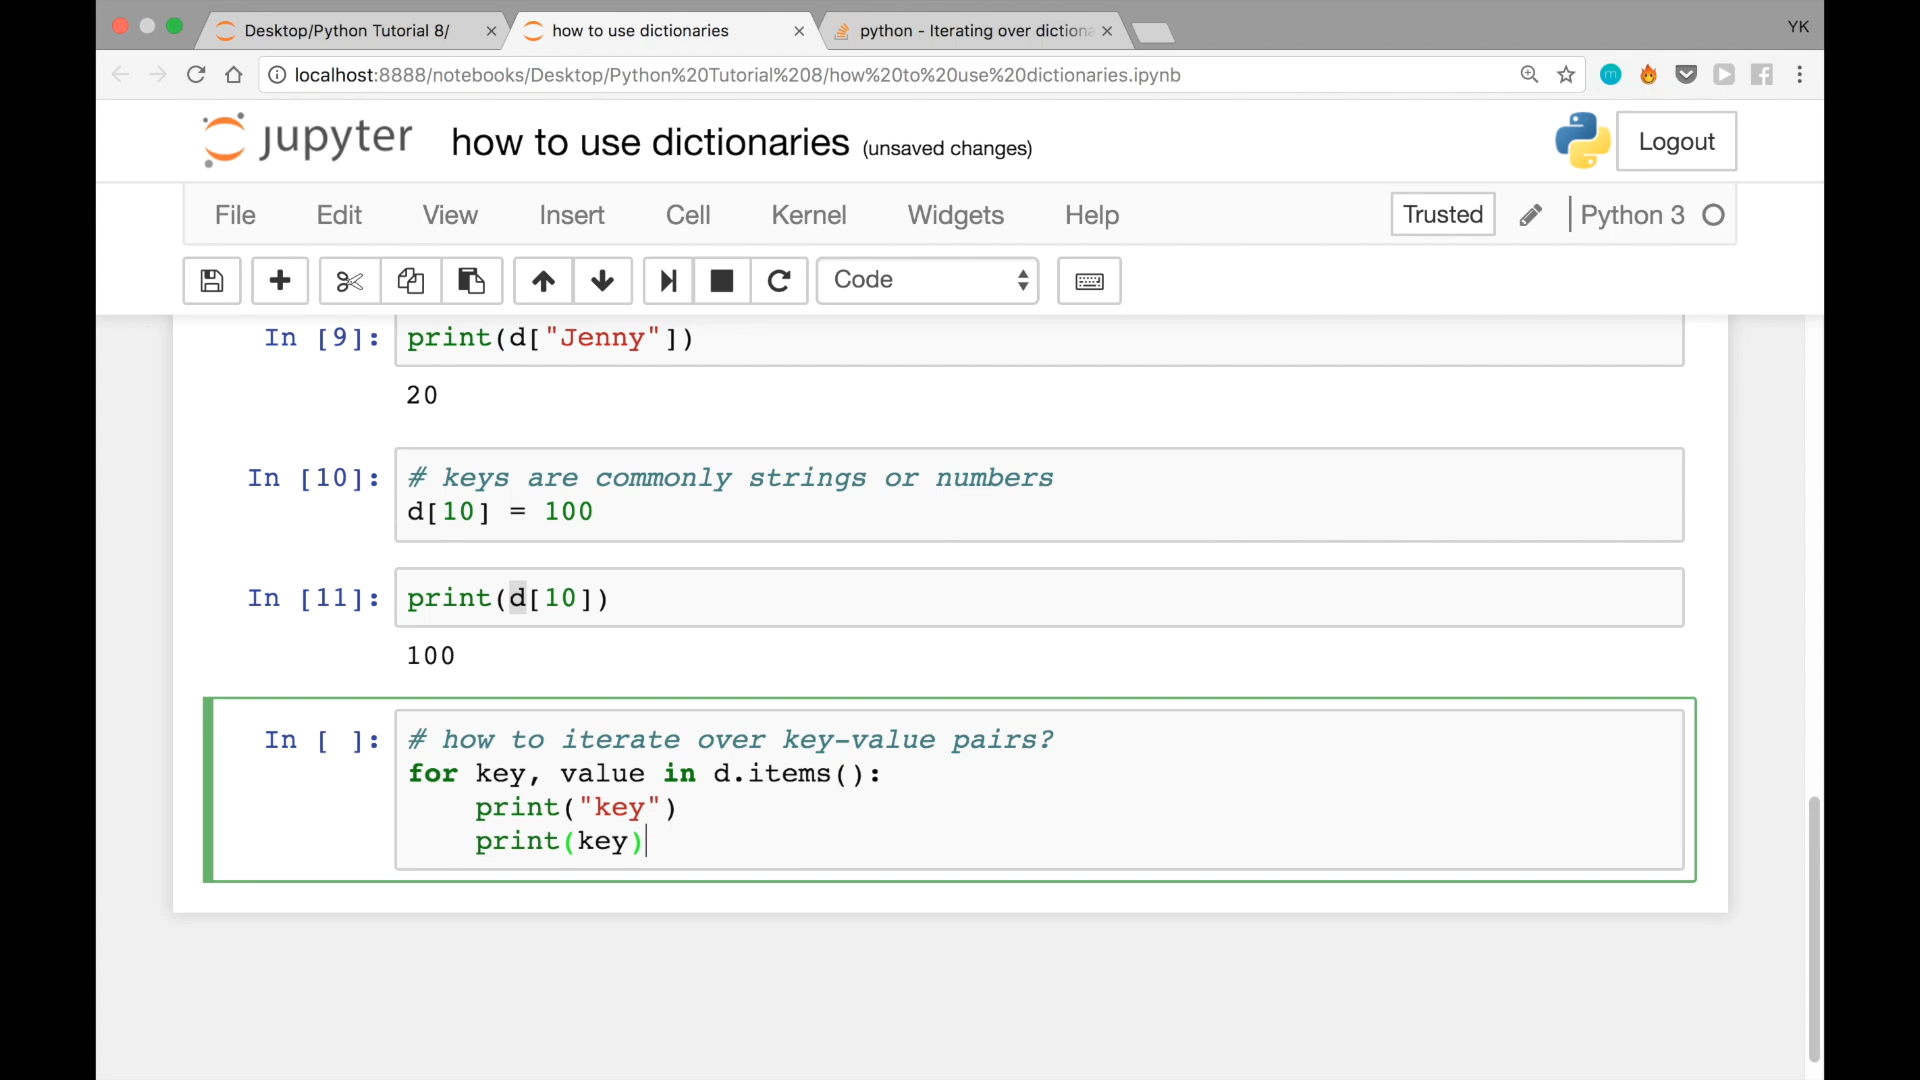 Desktop/Python Tutorial 8/
how to use dictionaries
python - Iterating over dictiona
YK
localhost:8888/notebooks/Desktop/Python%20Tutorial%208/how%20to%20use%20dictionaries.ipynb
m
jupyter how to use dictionaries (unsaved changes)
Logout
File Edit View Insert Cell Kernel Widgets Help
Trusted
Python 3
Code
In [9]: print(d["Jenny"])
20
In [10]: # keys are commonly strings or numbers
d[10] = 100
In [11]: print(d[10])
100
In [ ]: # how to iterate over key-value pairs?
for key, value in d.items():
    print("key")
    print(key)